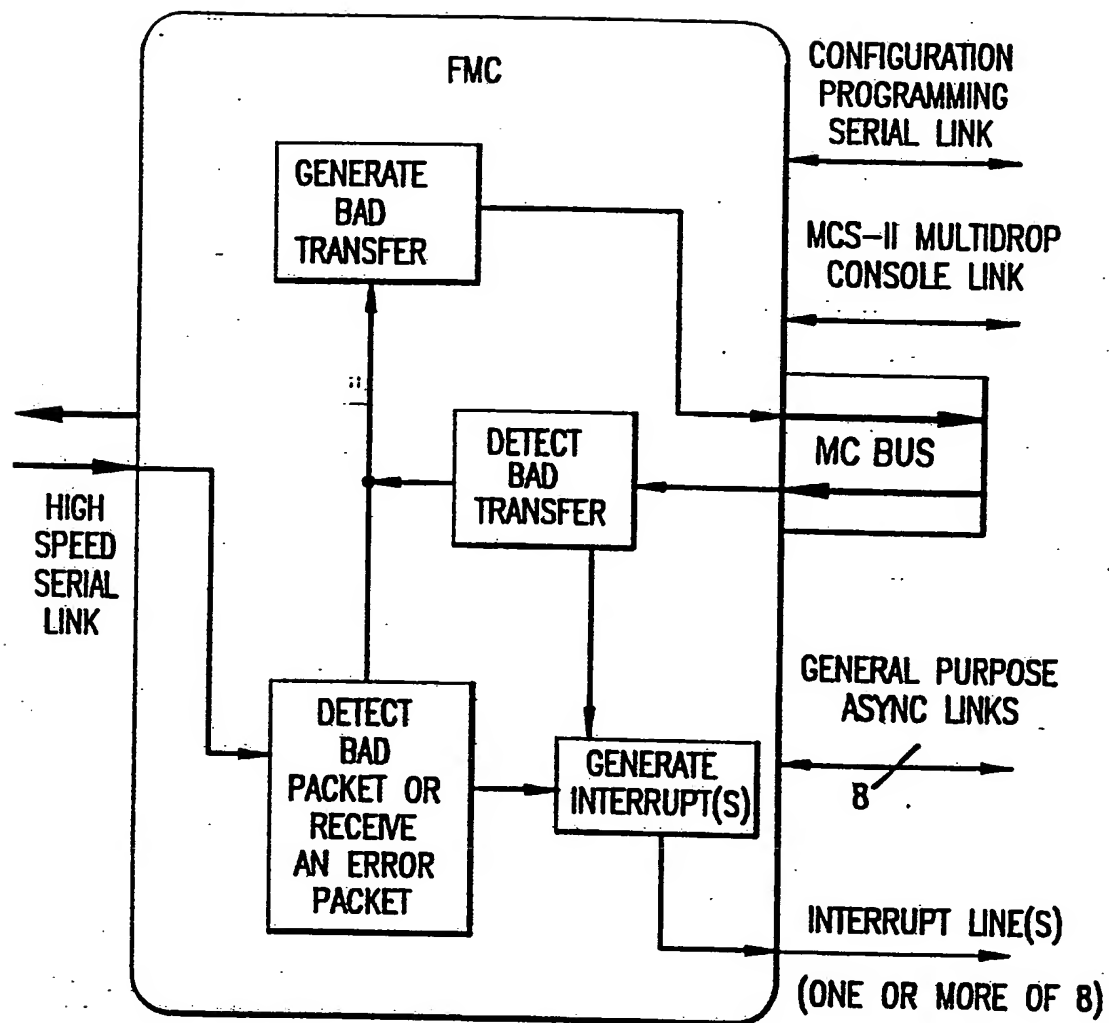 FMC
CONFIGURATION
PROGRAMMING
SERIAL LINK
GENERATE
BAD
TRANSFER
MCS-II MULTIDROP
CONSOLE LINK
DETECT
BAD
TRANSFER
MC BUS
HIGH
SPEED
SERIAL
LINK
DETECT
BAD
PACKET OR
RECEIVE
AN ERROR
PACKET
GENERATE
INTERRUPT(S)
GENERAL PURPOSE
ASYNC LINKS
8
INTERRUPT LINE(S)
(ONE OR MORE OF 8)